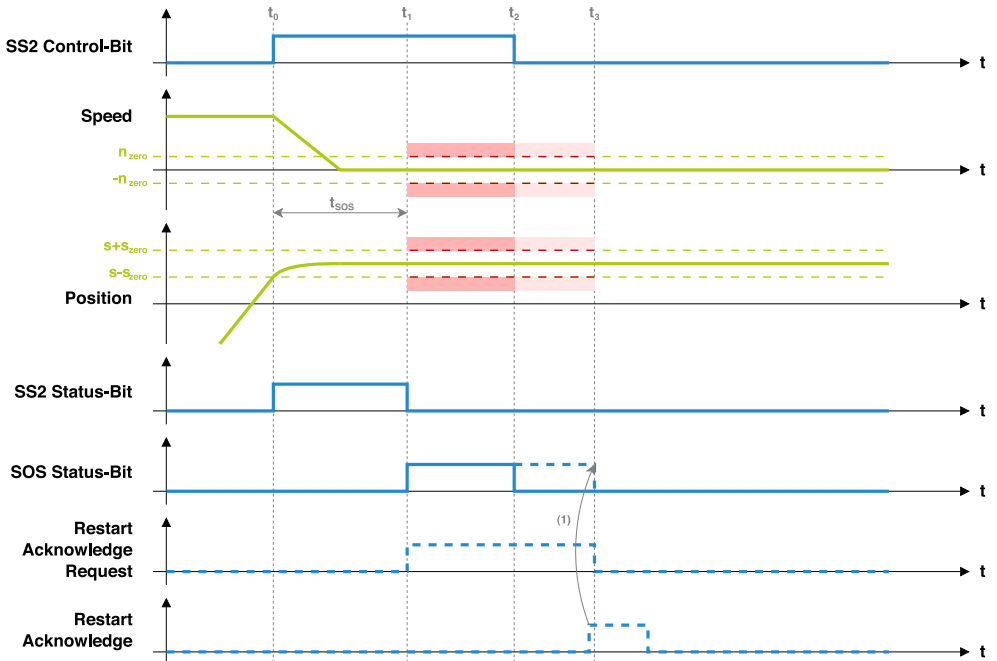 t0 t1 t2 t3
SS2 Control-Bit
t
Speed
nzero
-nzero
t
tSOS
s+szero
s-szero
Position
t
SS2 Status-Bit
t
SOS Status-Bit
t
Restart
Acknowledge
Request
(1)
t
Restart
Acknowledge
t